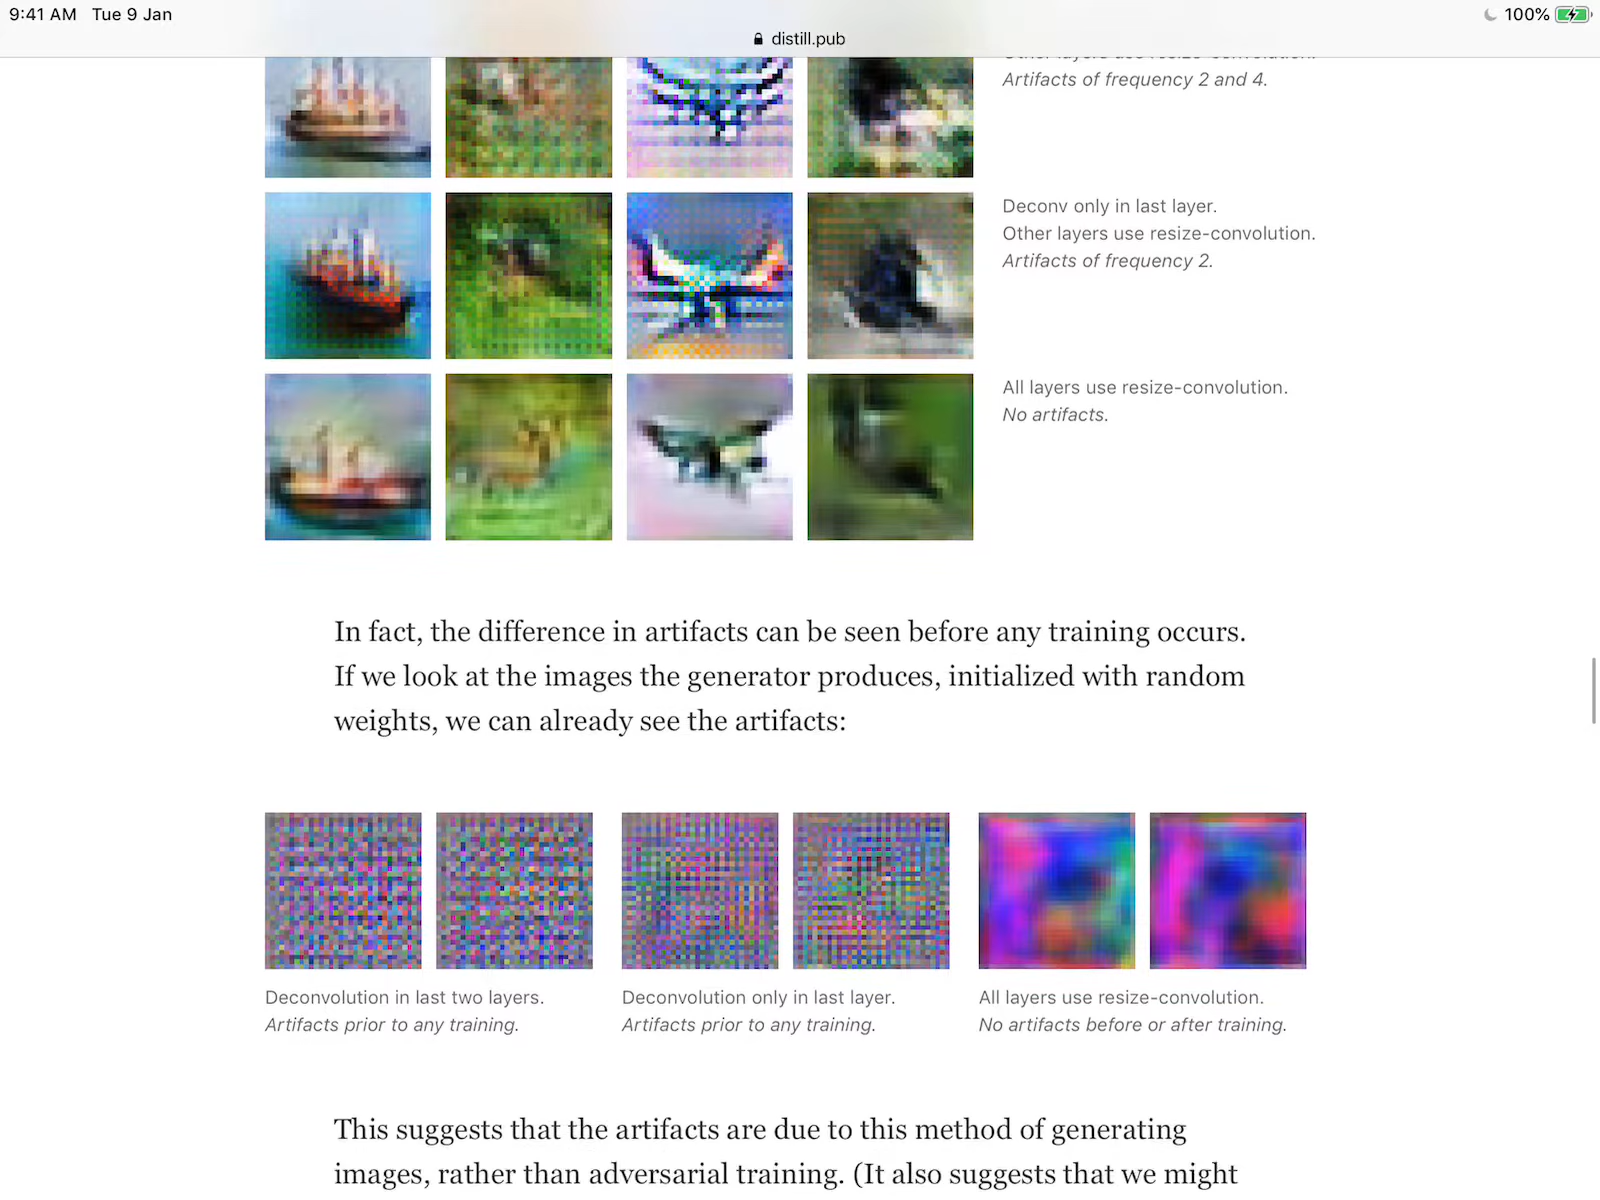 9:41 AM Tue 9 Jan
100%
distill.pub
Other layers use resize-convolution.
Artifacts of frequency 2 and 4.
Deconv only in last layer.
Other layers use resize-convolution.
Artifacts of frequency 2.
All layers use resize-convolution.
No artifacts.
In fact, the difference in artifacts can be seen before any training occurs.
If we look at the images the generator produces, initialized with random
weights, we can already see the artifacts:
Deconvolution in last two layers.
Artifacts prior to any training.
Deconvolution only in last layer.
Artifacts prior to any training.
All layers use resize-convolution.
No artifacts before or after training.
This suggests that the artifacts are due to this method of generating
images, rather than adversarial training. (It also suggests that we might